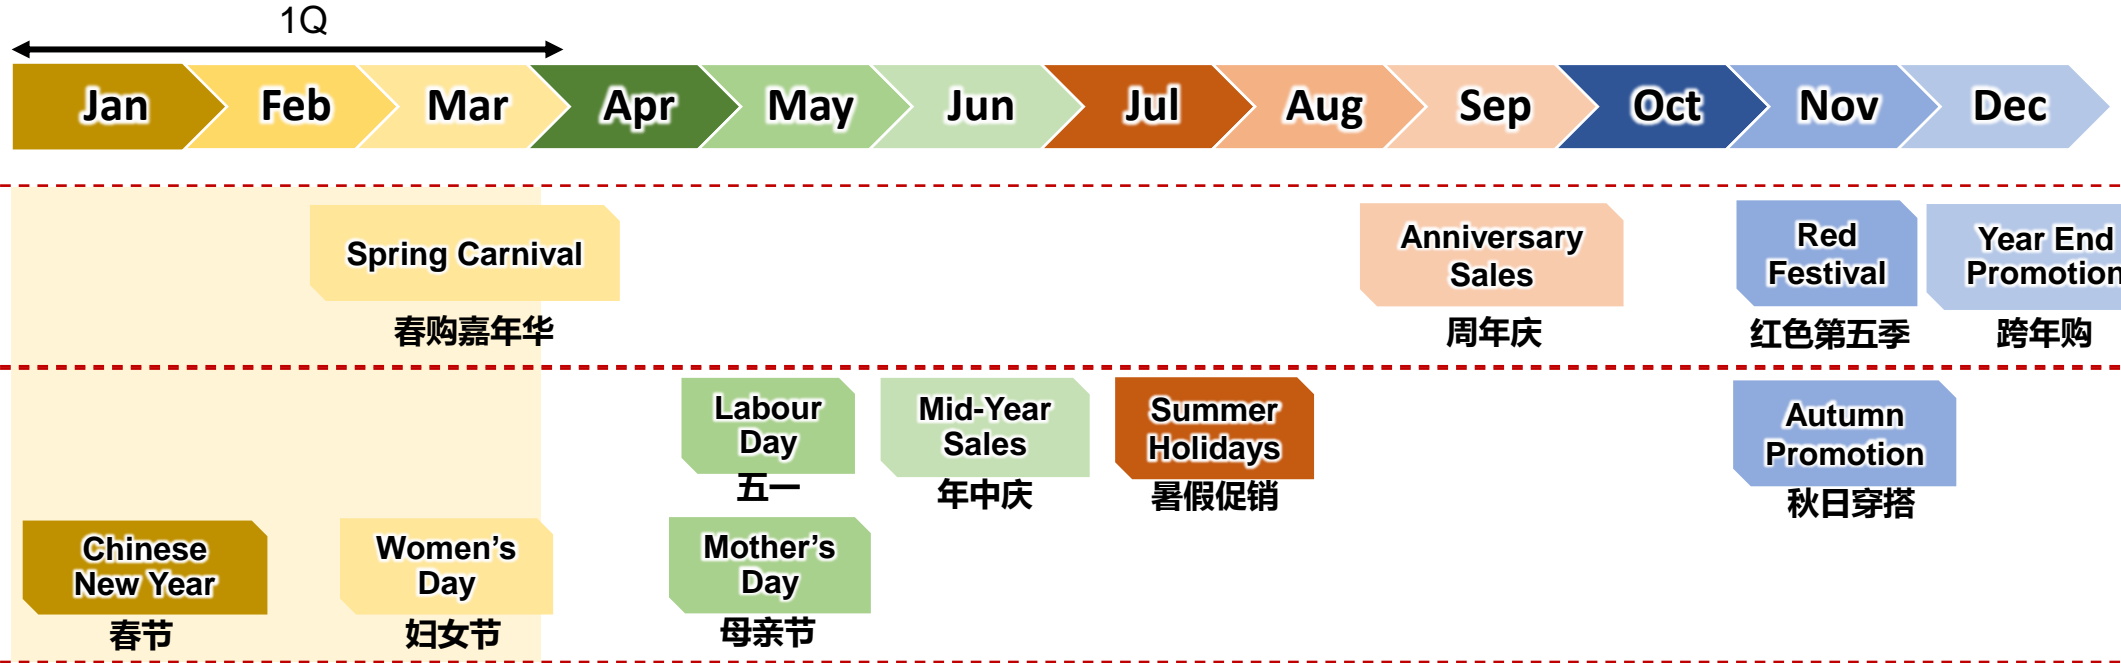 1Q
Jan Feb Mar Apr May Jun Jul Aug Sep Oct Nov Dec
Spring Carnival
春购嘉年华
Anniversary
Sales
周年庆
Red
Festival
红色第五季
Year End
Promotion
跨年购
Labour
Day
五一
Mid-Year
Sales
年中庆
Summer
Holidays
暑假促销
Autumn
Promotion
秋日穿搭
Chinese
New Year
春节
Women’s
Day
妇女节
Mother’s
Day
母亲节